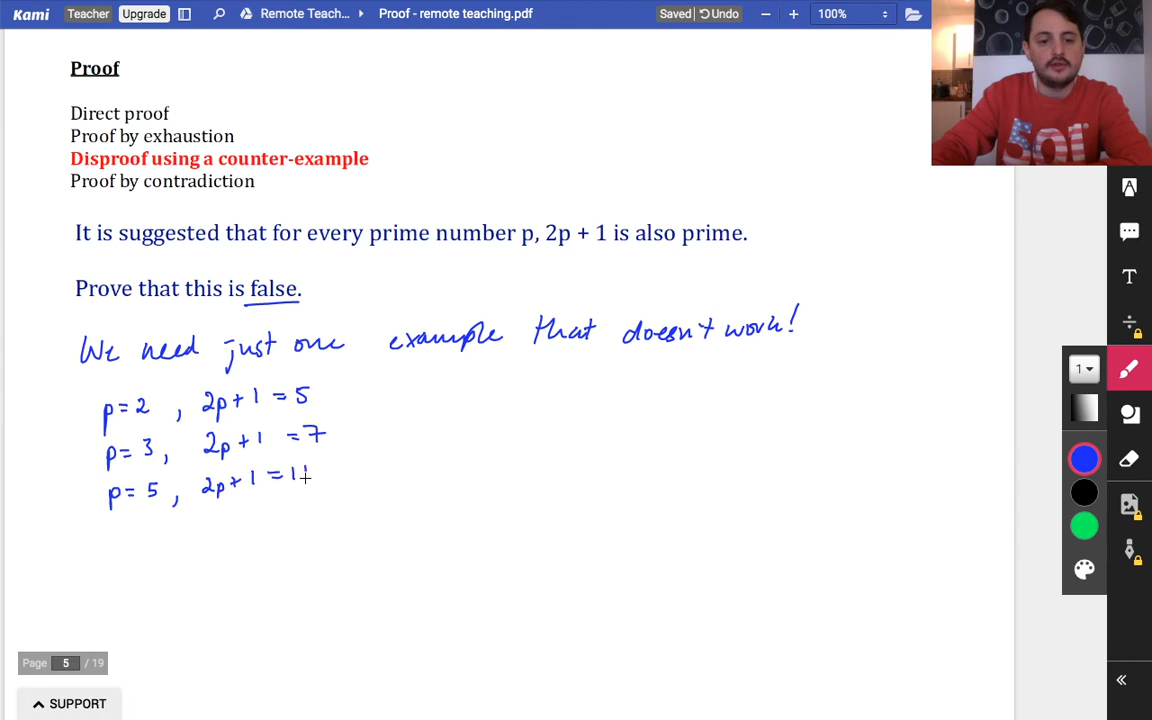 Kami Teacher Upgrade Remote Teach... Proof - remote teaching.pdf Saved Undo 100%
Proof
Direct proof
Proof by exhaustion
Disproof using a counter-example
Proof by contradiction
It is suggested that for every prime number p, 2p + 1 is also prime.
Prove that this is false.
We need just one example that doesn't work!
p = 2 , 2p + 1 = 5
p = 3 , 2p + 1 = 7
p = 5 , 2p + 1 = 11
501
1
T
Page 5 / 19
SUPPORT